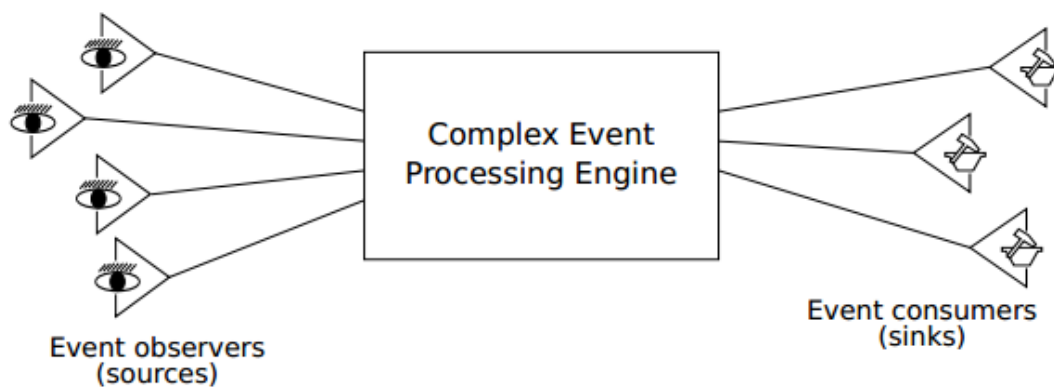 Complex Event
Processing Engine
Event observers
(sources)
Event consumers
(sinks)